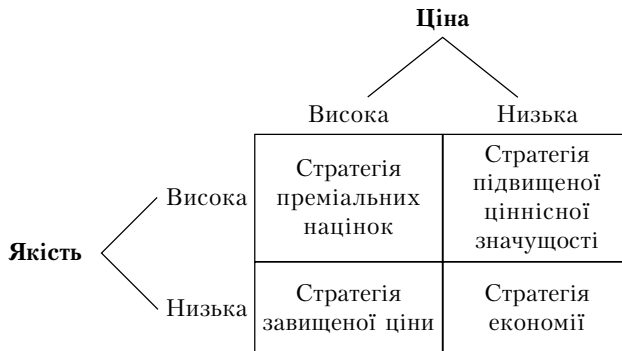 Ціна
Висока Низька
Висока
Стратегія
преміальних
націнок
Стратегія
підвищеної
ціннісної
значущості
Якість
Низька
Стратегія
завищеної ціни
Стратегія
економії